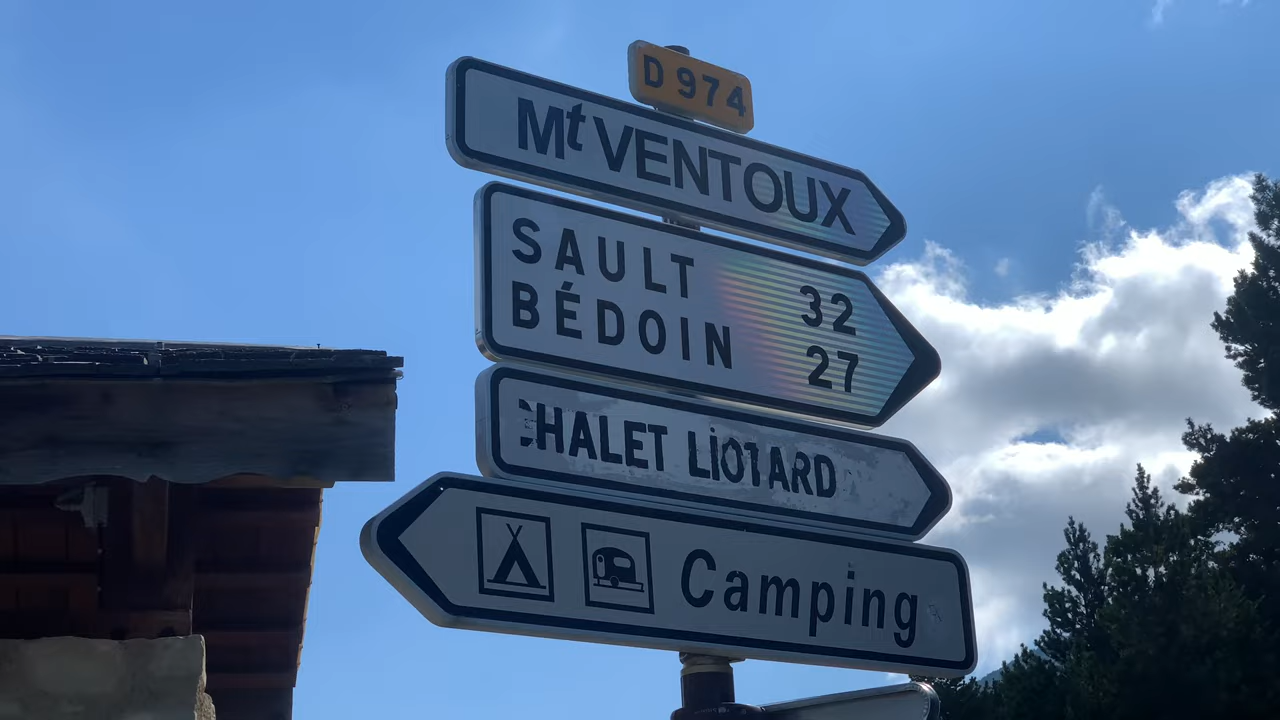 D 974
Mt VENTOUX
SAULT 32
BÉDOIN 27
CHALET LIOTARD
Camping